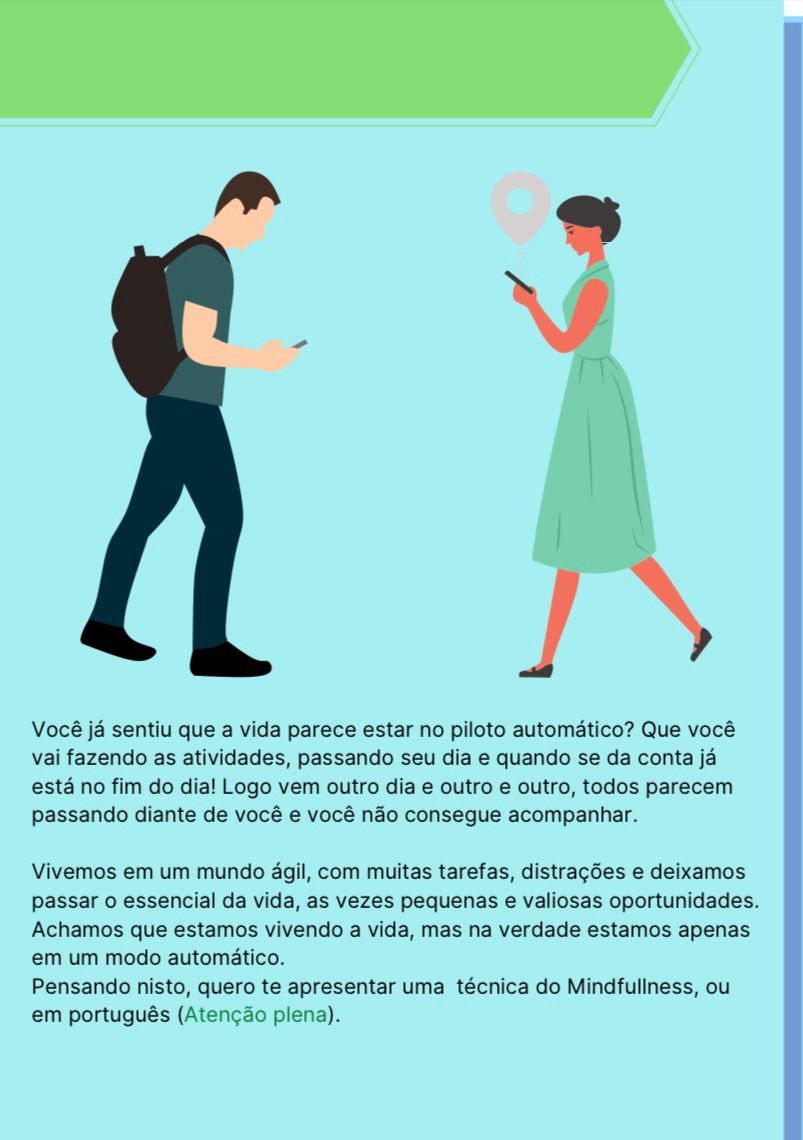 Você já sentiu que a vida parece estar no piloto automático? Que você
vai fazendo as atividades, passando seu dia e quando se da conta já
está no fim do dia! Logo vem outro dia e outro e outro, todos parecem
passando diante de você e você não consegue acompanhar.
Vivemos em um mundo ágil, com muitas tarefas, distrações e deixamos
passar o essencial da vida, as vezes pequenas e valiosas oportunidades.
Achamos que estamos vivendo a vida, mas na verdade estamos apenas
em um modo automático.
Pensando nisto, quero te apresentar uma  técnica do Mindfullness, ou
em português (Atenção plena).